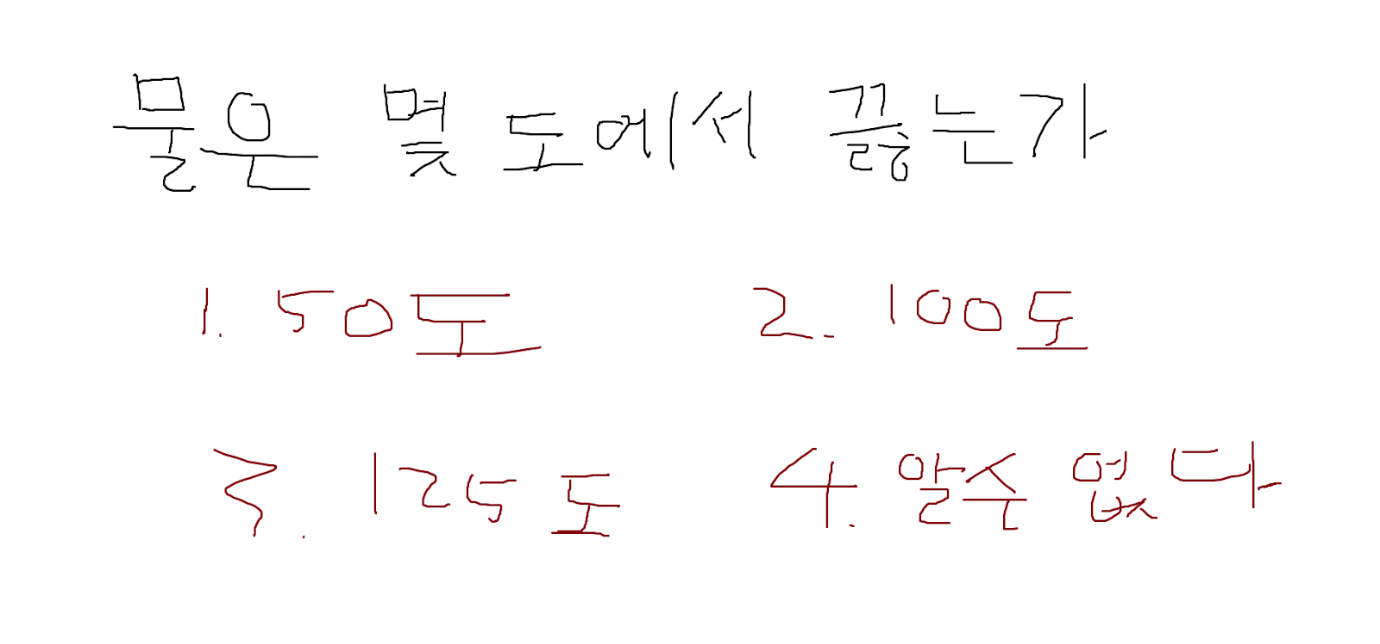 물은 몇 도에서 끓는가
1. 50도 2. 100도
3. 125도 4. 알수 없다